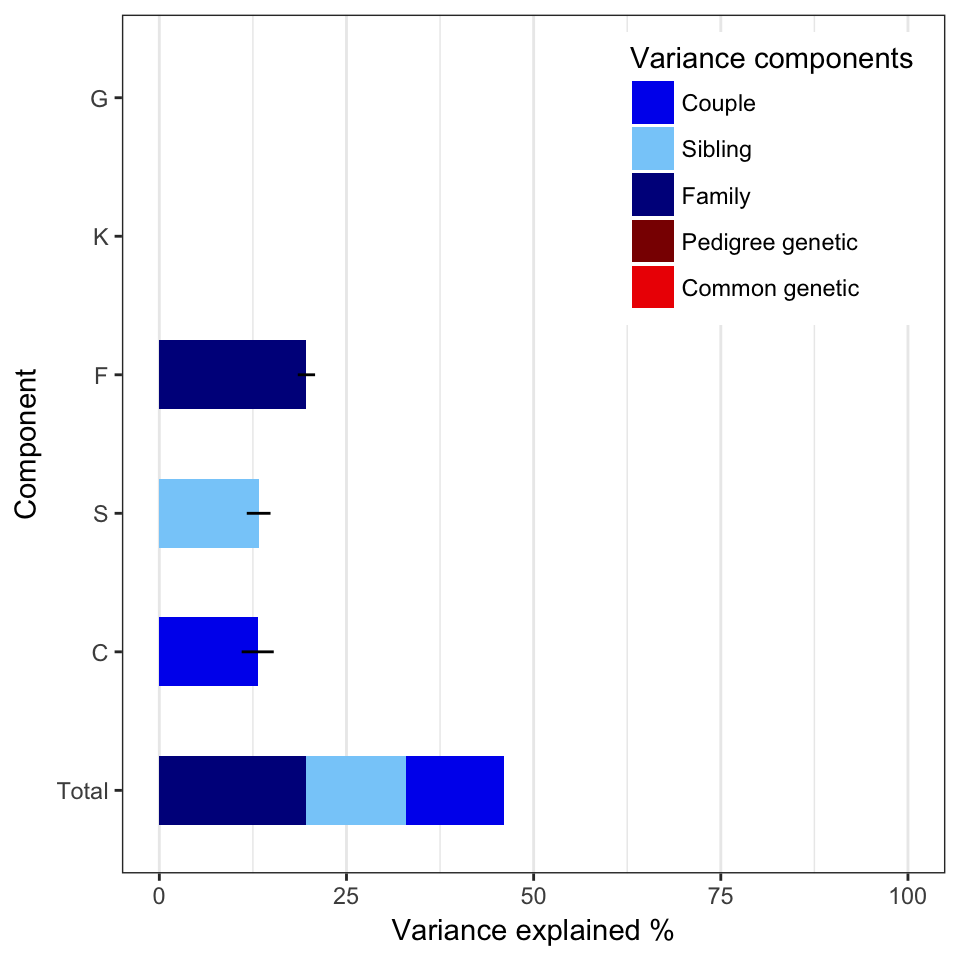 Variance components
Couple
Sibling
Family
Pedigree genetic
Common genetic
G
K
F
S
C
Total
Component
0 25 50 75 100
Variance explained %